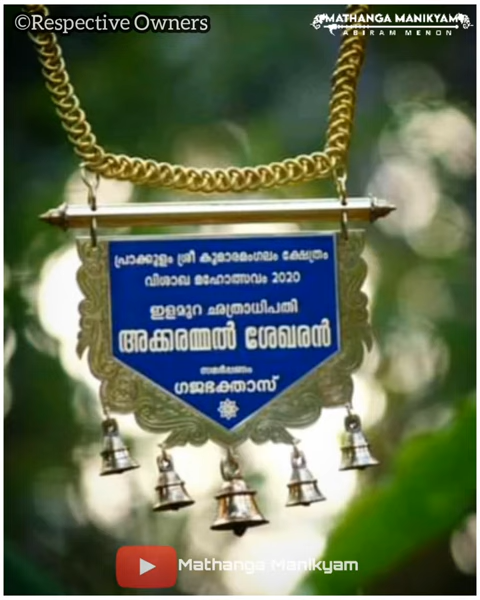 ©Respective Owners
MATHANGA MANIKYAM
ABIRAM MENON
പ്രാക്കുളം ശ്രീ കുമാരമംഗലം ക്ഷേത്രം
വിശാഖ മഹോത്സവം 2020
ഇളമുറ ഛത്രാധിപതി
അക്കരമ്മൽ ശേഖരൻ
സമർപ്പണം
ഗജഭക്താസ്
Mathanga Manikyam